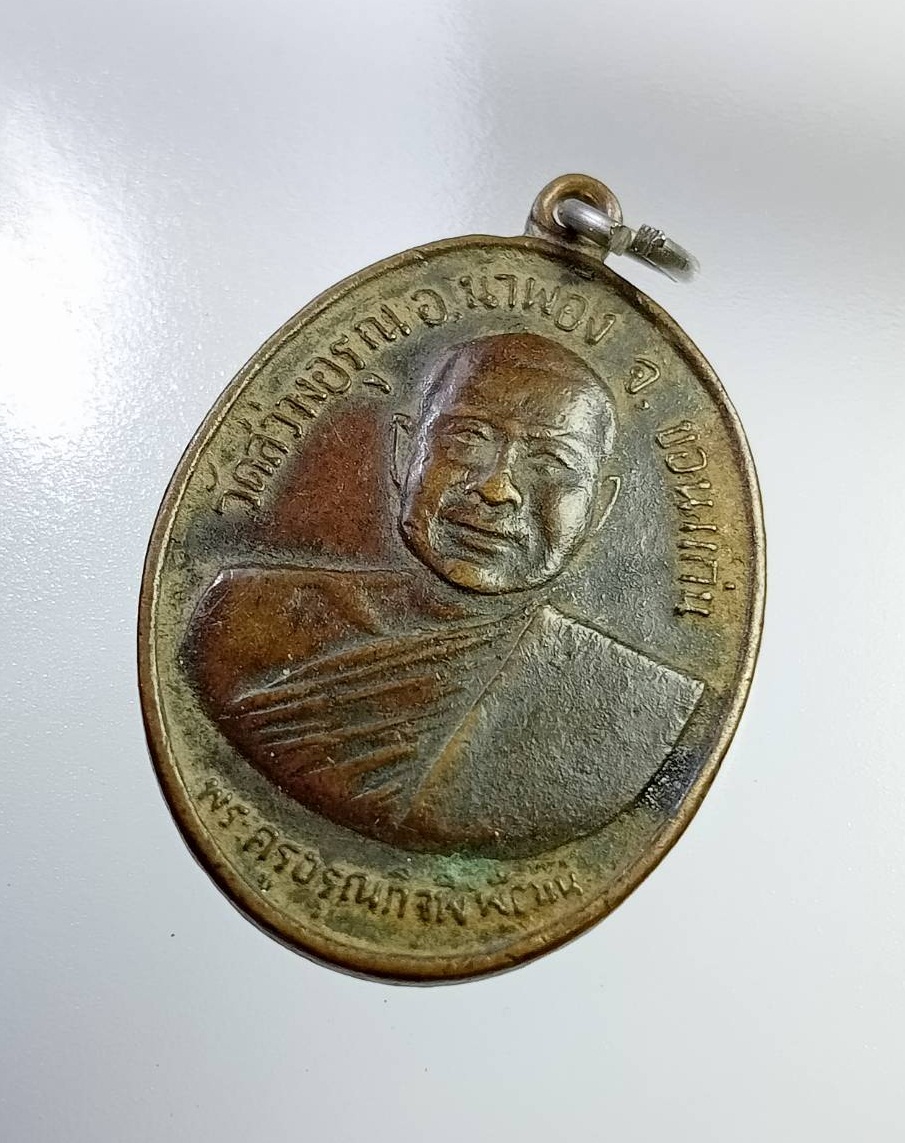 วัดสว่างอรุณ อ.น้ำพอง จ.ขอนแก่น
พระครูอรุณกิจพิพัฒน์